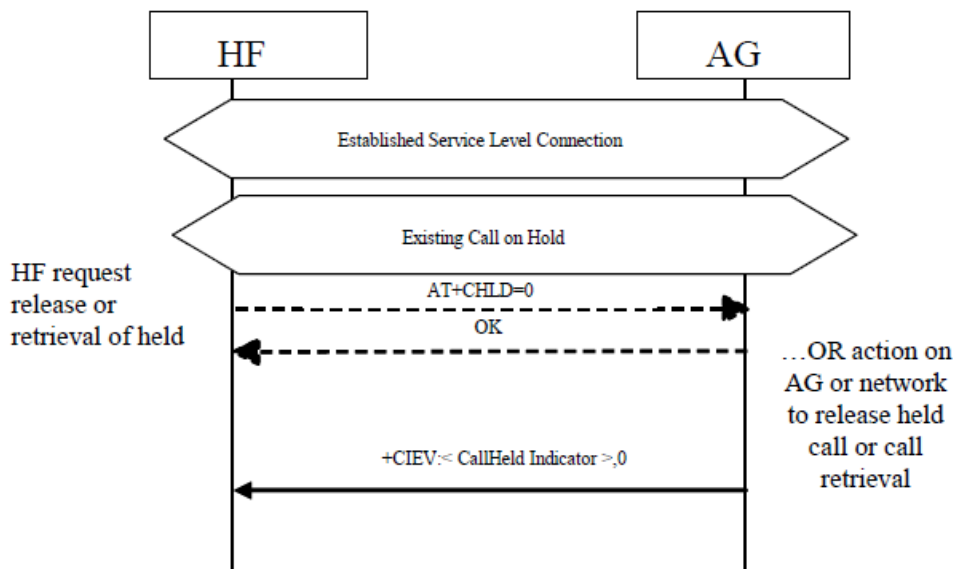 HF
AG
Established Service Level Connection
Existing Call on Hold
HF request
release or
retrieval of held
AT+CHLD=0
OK
…OR action on
AG or network
to release held
call or call
retrieval
+CIEV:< CallHeld Indicator >,0